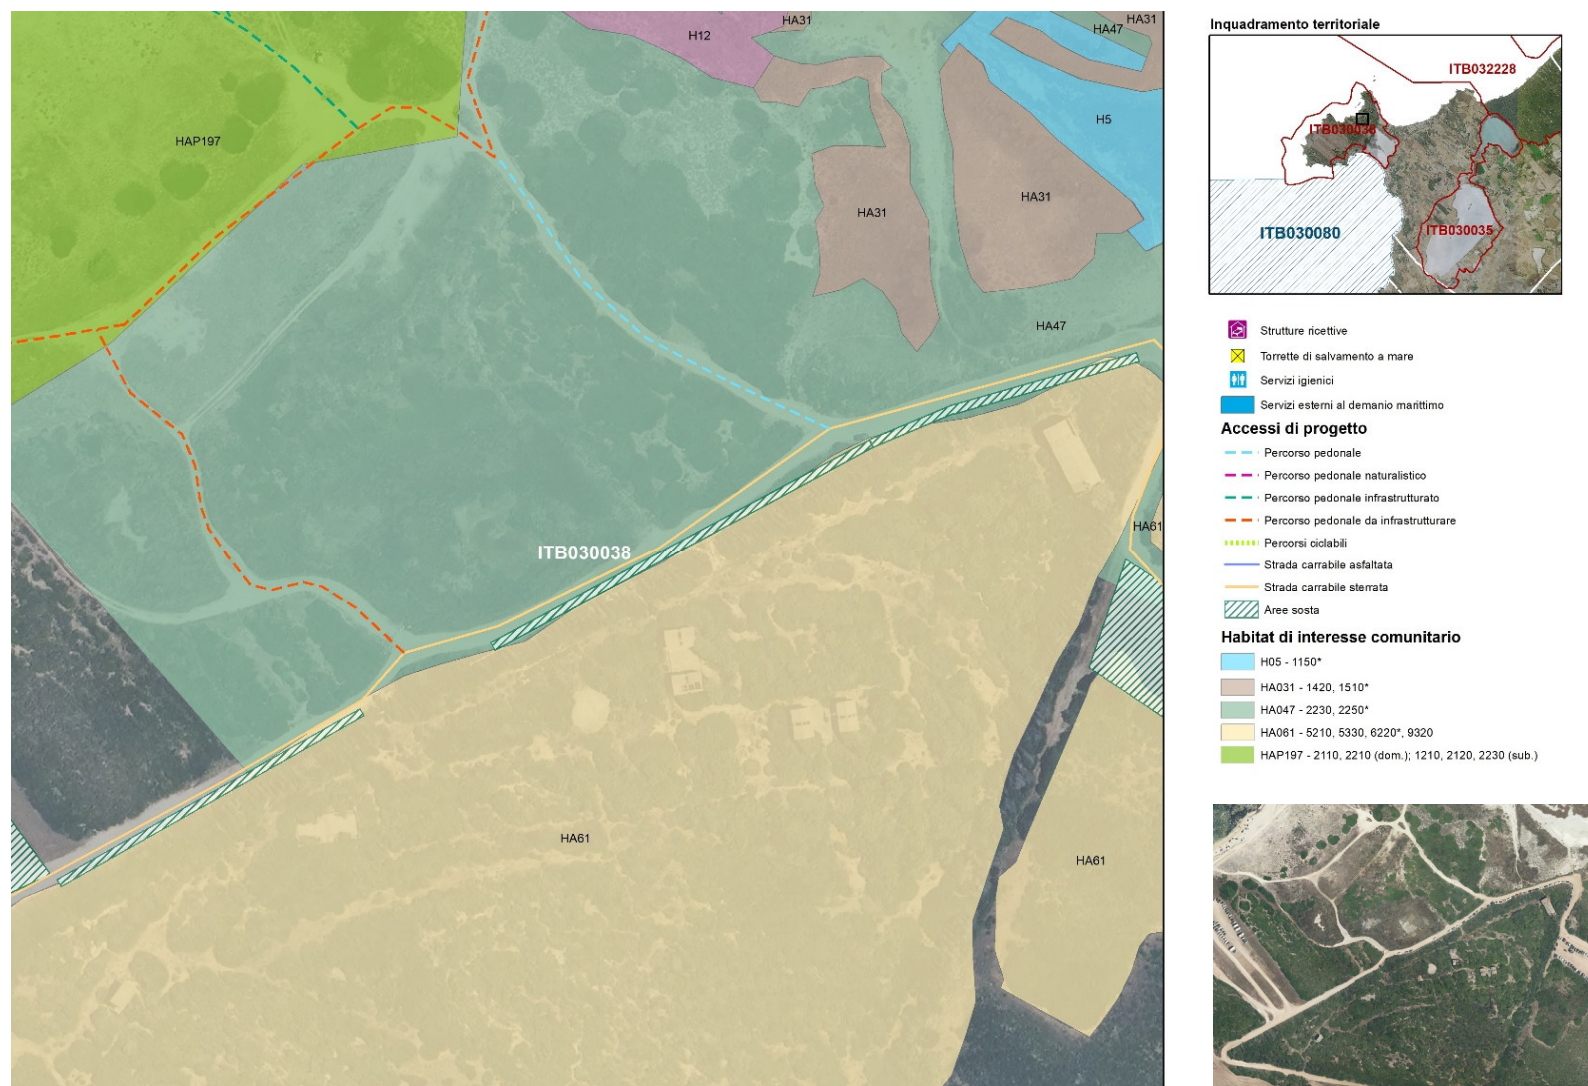 HA31
HA31
H12
HA47
H5
HAP197
HA31
HA31
HA47
HA61
ITB030038
HA61
HA61
Inquadramento territoriale
ITB032228
ITB030038
ITB030080
ITB030035
Strutture ricettive
Torrette di salvamento a mare
Servizi igienici
Servizi esterni al demanio marittimo
Accessi di progetto
Percorso pedonale
Percorso pedonale naturalistico
Percorso pedonale infrastrutturato
Percorso pedonale da infrastrutturare
Percorsi ciclabili
Strada carrabile asfaltata
Strada carrabile sterrata
Aree sosta
Habitat di interesse comunitario
H05 - 1150*
HA031 - 1420, 1510*
HA047 - 2230, 2250*
HA061 - 5210, 5330, 6220*, 9320
HAP197 - 2110, 2210 (dom.); 1210, 2120, 2230 (sub.)